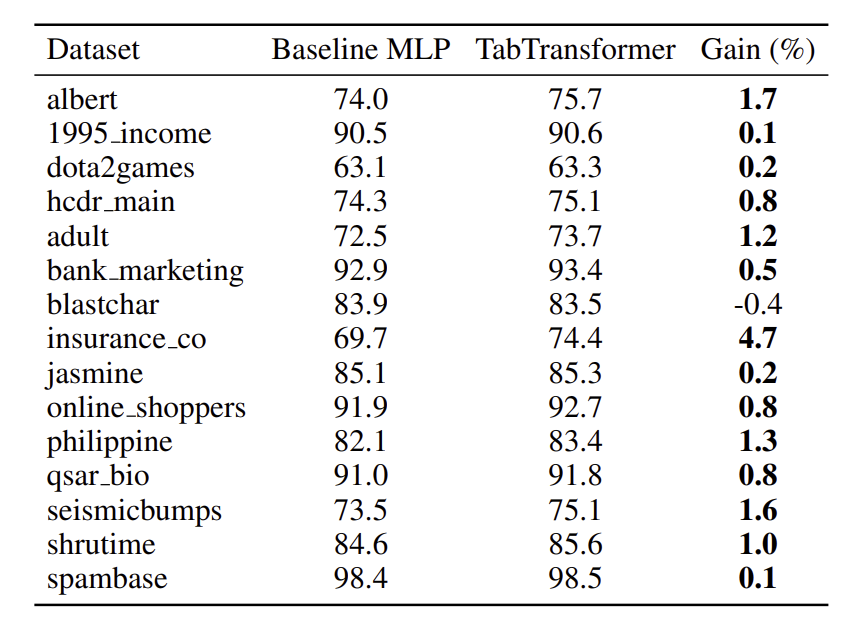 Dataset Baseline MLP TabTransformer Gain (%)
albert 74.0 75.7 1.7
1995_income 90.5 90.6 0.1
dota2games 63.1 63.3 0.2
hcdr_main 74.3 75.1 0.8
adult 72.5 73.7 1.2
bank_marketing 92.9 93.4 0.5
blastchar 83.9 83.5 -0.4
insurance_co 69.7 74.4 4.7
jasmine 85.1 85.3 0.2
online_shoppers 91.9 92.7 0.8
philippine 82.1 83.4 1.3
qsar_bio 91.0 91.8 0.8
seismicbumps 73.5 75.1 1.6
shrutime 84.6 85.6 1.0
spambase 98.4 98.5 0.1